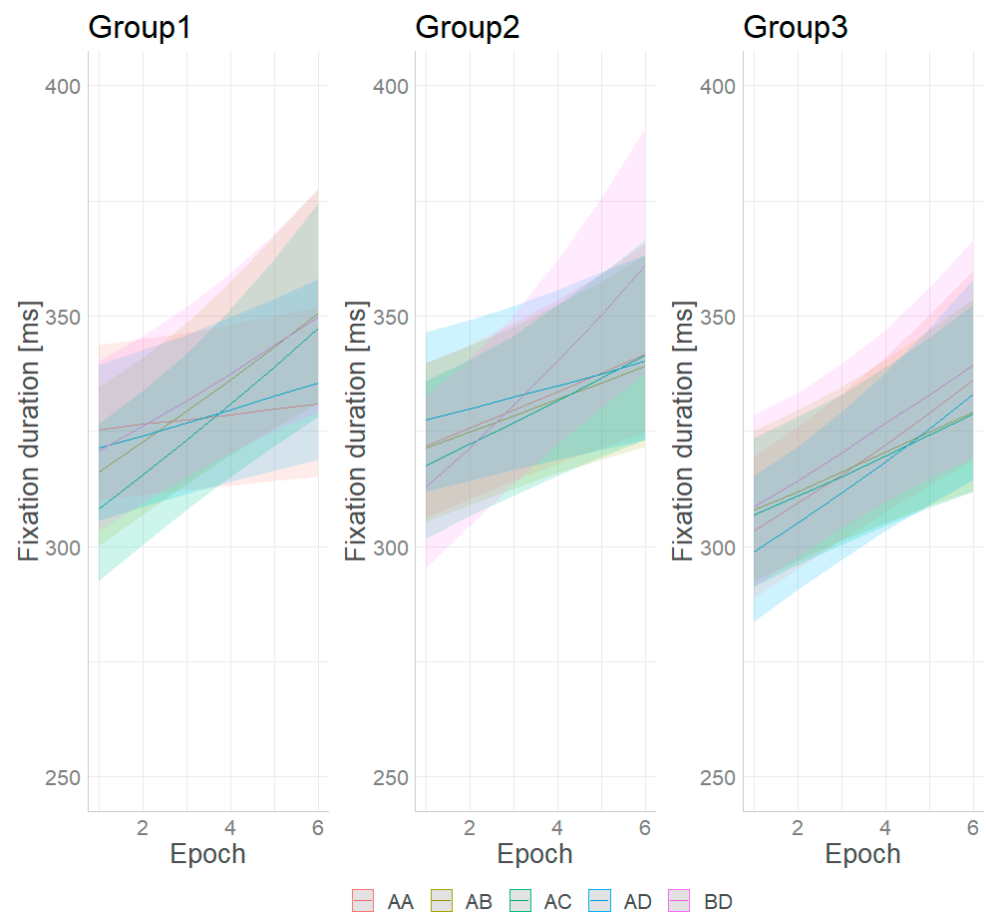 Group1 Group2 Group3
400 400 400
350 350 350
300 300 300
250 250 250
Fixation duration [ms] Fixation duration [ms] Fixation duration [ms]
2 4 6 2 4 6 2 4 6
Epoch Epoch Epoch
AA AB AC AD BD